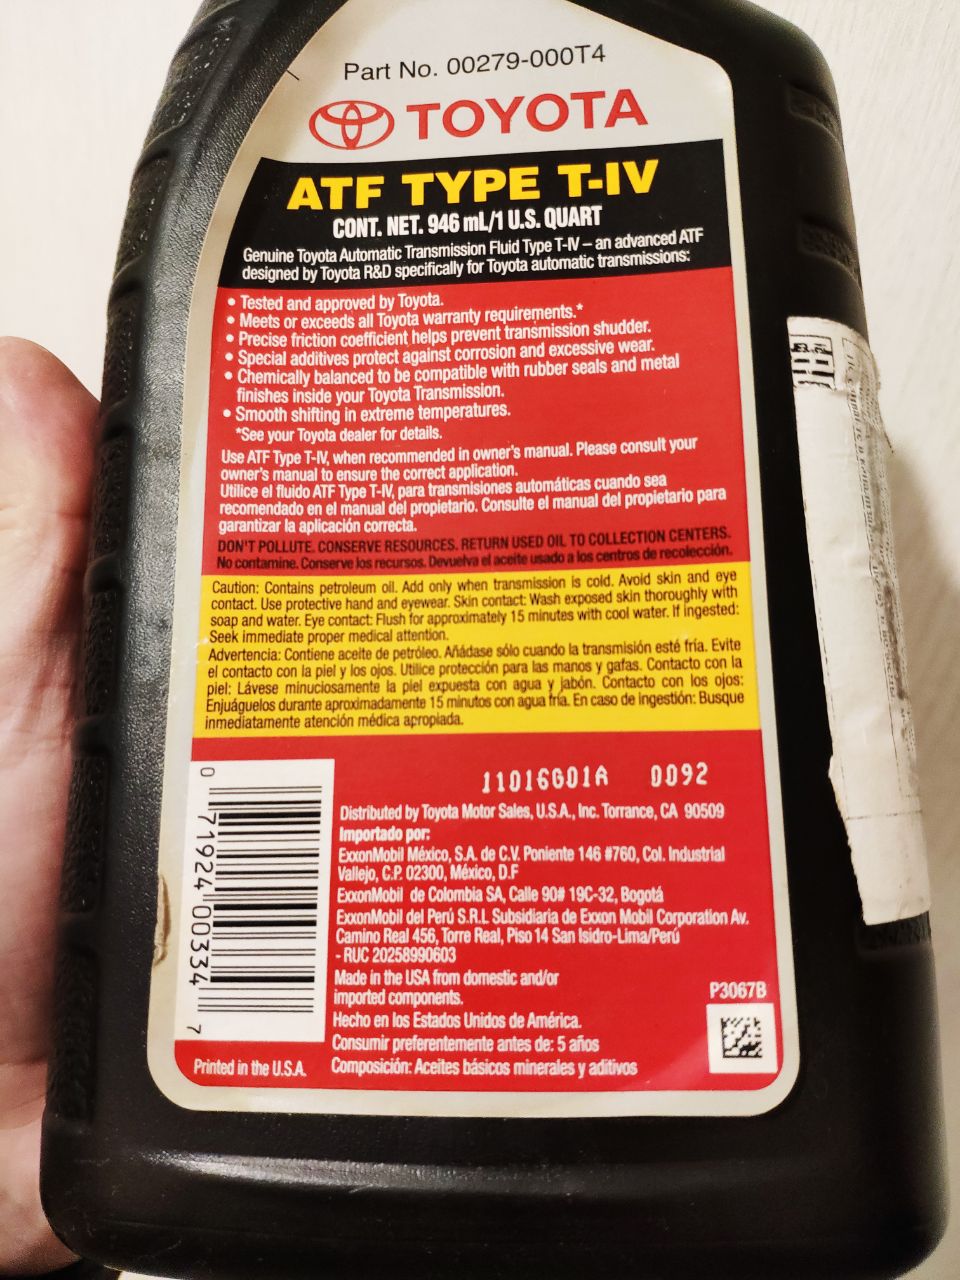 Part No. 00279-000T4
TOYOTA
ATF TYPE T-IV
CONT. NET. 946 mL/1 U.S. QUART
Genuine Toyota Automatic Transmission Fluid Type T-IV – an advanced ATF
designed by Toyota R&D specifically for Toyota automatic transmissions:
• Tested and approved by Toyota.
• Meets or exceeds all Toyota warranty requirements.*
• Precise friction coefficient helps prevent transmission shudder.
• Special additives protect against corrosion and excessive wear.
• Chemically balanced to be compatible with rubber seals and metal
finishes inside your Toyota Transmission.
• Smooth shifting in extreme temperatures.
*See your Toyota dealer for details.
Use ATF Type T-IV, when recommended in owner's manual. Please consult your
owner's manual to ensure the correct application.
Utilice el fluido ATF Type T-IV, para transmisiones automáticas cuando sea
recomendado en el manual del propietario. Consulte el manual del propietario para
garantizar la aplicación correcta.
DON'T POLLUTE. CONSERVE RESOURCES. RETURN USED OIL TO COLLECTION CENTERS.
No contamine. Conserve los recursos. Devuelva el aceite usado a los centros de recolección.
Caution: Contains petroleum oil. Add only when transmission is cold. Avoid skin and eye
contact. Use protective hand and eyewear. Skin contact: Wash exposed skin thoroughly with
soap and water. Eye contact: Flush for approximately 15 minutes with cool water. If ingested:
Seek immediate proper medical attention.
Advertencia: Contiene aceite de petróleo. Añádase sólo cuando la transmisión esté fría. Evite
el contacto con la piel y los ojos. Utilice protección para las manos y gafas. Contacto con la
piel: Lávese minuciosamente la piel expuesta con agua y jabón. Contacto con los ojos:
Enjuáguelos durante aproximadamente 15 minutos con agua fría. En caso de ingestión: Busque
inmediatamente atención médica apropiada.
11016G01A 0092
Distributed by Toyota Motor Sales, U.S.A., Inc. Torrance, CA 90509
Importado por:
ExxonMobil México, S.A. de C.V. Poniente 146 #760, Col. Industrial
Vallejo, C.P. 02300, México, D.F
ExxonMobil de Colombia SA, Calle 90# 19C-32, Bogotá
ExxonMobil del Perú S.R.L Subsidiaria de Exxon Mobil Corporation Av.
Camino Real 456, Torre Real, Piso 14 San Isidro-Lima/Perú
- RUC 20258990603
Made in the USA from domestic and/or
imported components.
Hecho en los Estados Unidos de América.
Consumir preferentemente antes de: 5 años
Composición: Aceites básicos minerales y aditivos
P3067B
0 71924 00334 7
Printed in the U.S.A.